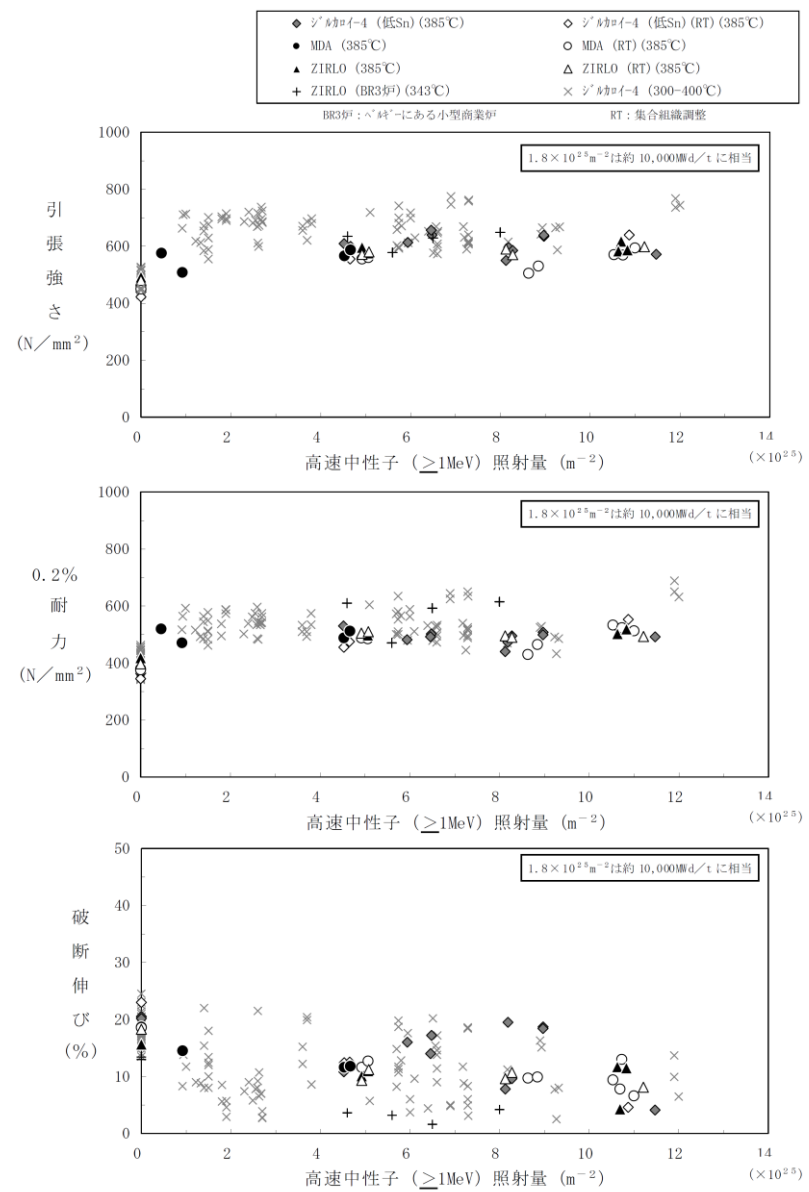 ジルカロイ-4 (低Sn)(385℃)
ジルカロイ-4 (低Sn)(RT)(385℃)
MDA (385℃)
MDA (RT)(385℃)
ZIRLO (385℃)
ZIRLO (RT)(385℃)
ZIRLO (BR3炉)(343℃)
ジルカロイ-4 (300-400℃)
BR3炉:ベルギーにある小型商業炉
RT:集合組織調整
1000
800
600
400
200
0
引張強さ
(N/mm²)
1.8×10²⁵m⁻²は約 10,000MWd/t に相当
0 2 4 6 8 10 12 14
高速中性子 (≥1MeV) 照射量 (m⁻²)
(×10²⁵)
1000
800
600
400
200
0
0.2%
耐力
(N/mm²)
1.8×10²⁵m⁻²は約 10,000MWd/t に相当
0 2 4 6 8 10 12 14
高速中性子 (≥1MeV) 照射量 (m⁻²)
(×10²⁵)
50
40
30
20
10
0
破断伸び
(%)
1.8×10²⁵m⁻²は約 10,000MWd/t に相当
0 2 4 6 8 10 12 14
高速中性子 (≥1MeV) 照射量 (m⁻²)
(×10²⁵)